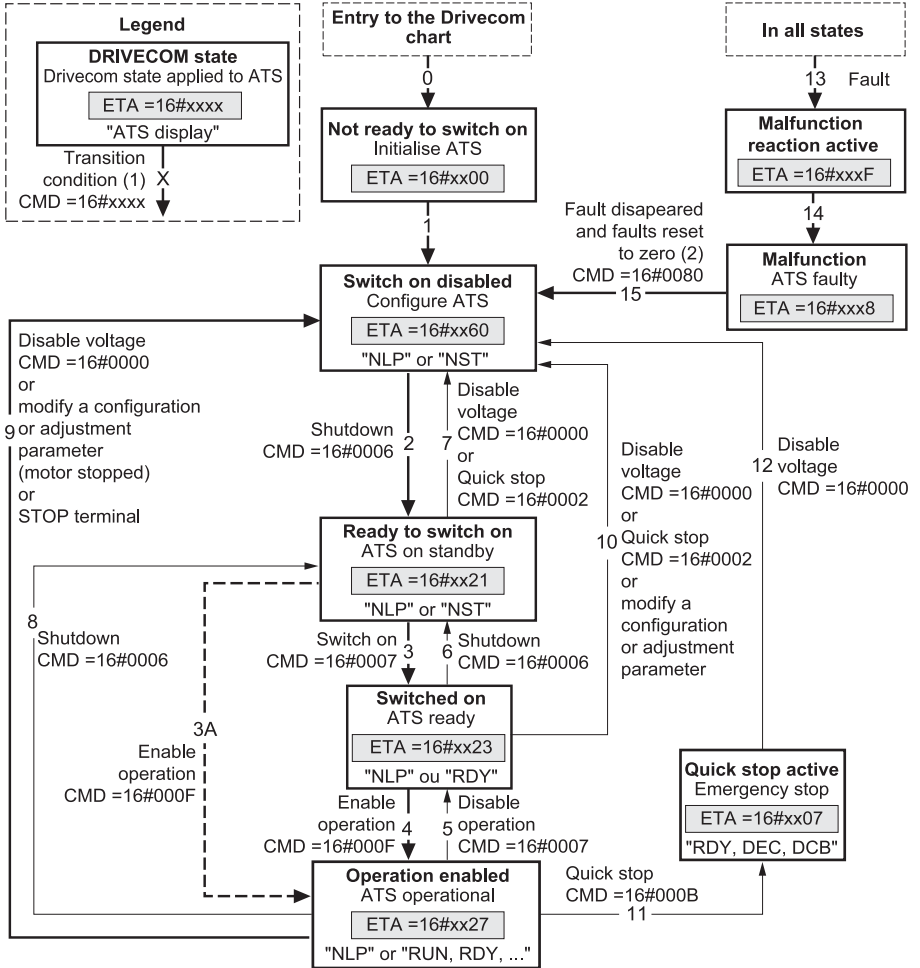 Legend
DRIVECOM state
Drivecom state applied to ATS
ETA =16#xxxx
"ATS display"
Transition
condition (1)
X
CMD =16#xxxx
Entry to the Drivecom
chart
0
Not ready to switch on
Initialise ATS
ETA =16#xx00
1
In all states
13
Fault
Malfunction
reaction active
ETA =16#xxxF
14
Malfunction
ATS faulty
ETA =16#xxx8
Fault disapeared
and faults reset
to zero (2)
CMD =16#0080
15
Switch on disabled
Configure ATS
ETA =16#xx60
"NLP" or "NST"
Disable voltage
CMD =16#0000
or
modify a configuration
9
or adjustment
parameter
(motor stopped)
or
STOP terminal
Shutdown
CMD =16#0006
2
7
Disable
voltage
CMD =16#0000
or
Quick stop
CMD =16#0002
Disable
voltage
CMD =16#0000
or
10
Quick stop
CMD =16#0002
or
modify a
configuration
or adjustment
parameter
12
Disable
voltage
CMD =16#0000
Ready to switch on
ATS on standby
ETA =16#xx21
"NLP" or "NST"
8
Shutdown
CMD =16#0006
Switch on
CMD =16#0007
3
6
Shutdown
CMD =16#0006
Switched on
ATS ready
ETA =16#xx23
"NLP" ou "RDY"
3A
Enable
operation
CMD =16#000F
Enable
operation
CMD =16#000F
4
5
Disable
operation
CMD =16#0007
Quick stop active
Emergency stop
ETA =16#xx07
"RDY, DEC, DCB"
Operation enabled
ATS operational
ETA =16#xx27
"NLP" or "RUN, RDY, ..."
Quick stop
CMD =16#000B
11